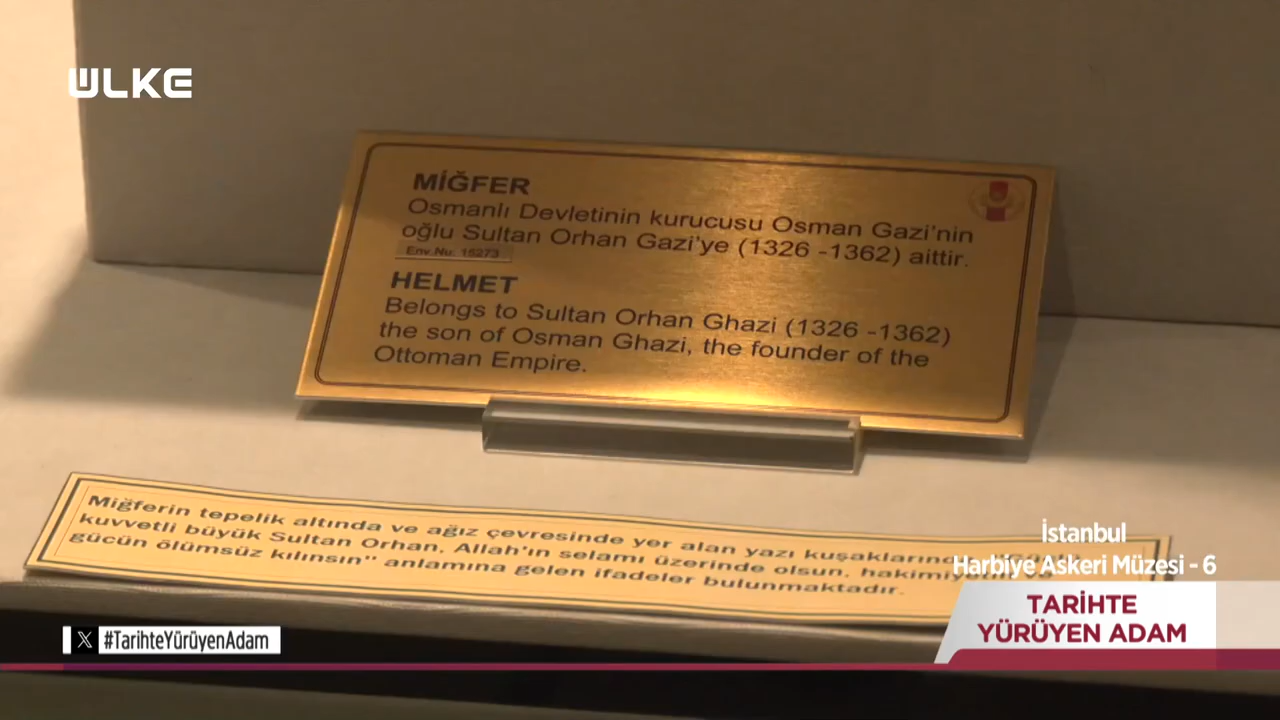 ÜLKE
MİĞFER
Osmanlı Devletinin kurucusu Osman Gazi'nin
oğlu Sultan Orhan Gazi'ye (1326 -1362) aittir.
Env.Nu. 15273
HELMET
Belongs to Sultan Orhan Ghazi (1326 -1362)
the son of Osman Ghazi, the founder of the
Ottoman Empire.
Miğferin tepelik altında ve ağız çevresinde yer alan yazı
kuvvetli büyük Sultan Orhan, Allah'ın selamı üzerinde olsun,
gücün ölümsüz kılınsın" anlamına gelen ifadeler bulunmaktadır.
İstanbul
Harbiye Askeri Müzesi - 6
TARİHTE
YÜRÜYEN ADAM
X #TarihteYürüyenAdam